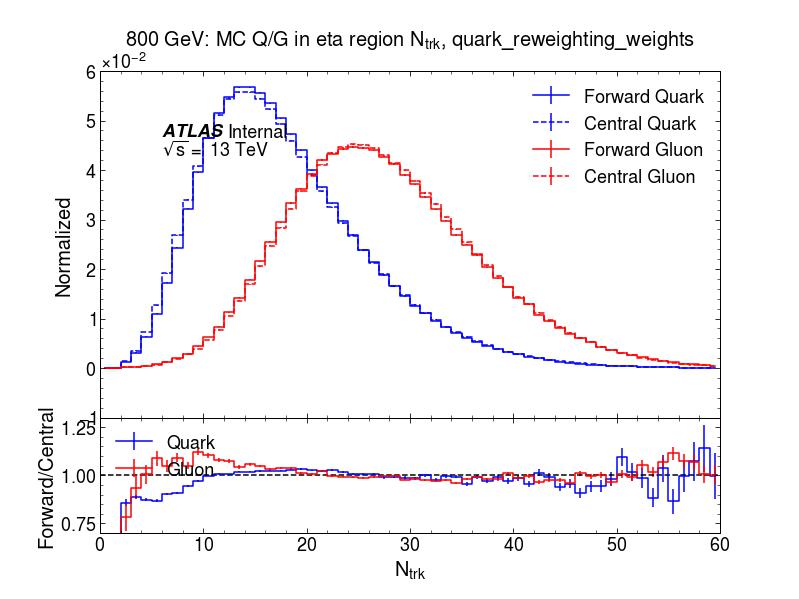 800 GeV: MC Q/G in eta region N_trk, quark_reweighting_weights
×10⁻²
6
5
4
3
2
1
0
−1
Normalized
ATLAS Internal
√s = 13 TeV
Forward Quark
Central Quark
Forward Gluon
Central Gluon
1.25
1.00
0.75
Forward/Central
Quark
Gluon
0 10 20 30 40 50 60
N_trk